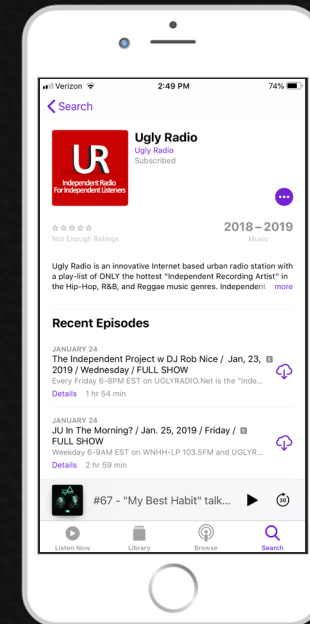 Verizon 2:49 PM 74%
Search
UR
Independent Radio
For Independent Listeners
Ugly Radio
Ugly Radio
Subscribed
2018–2019
Not Enough Ratings Music
Ugly Radio is an innovative Internet based urban radio station with
a play-list of ONLY the hottest “Independent Recording Artist” in
the Hip-Hop, R&B, and Reggae music genres. Independent more
Recent Episodes
JANUARY 24
The Independent Project w DJ Rob Nice / Jan, 23, E
2019 / Wednesday / FULL SHOW
Every Friday 6-8PM EST on UGLYRADIO.Net is the "Inde...
Details 1 hr 54 min
JANUARY 24
JU In The Morning? / Jan. 25, 2019 / Friday / E
FULL SHOW
Weekday 6-9AM EST on WNHH-LP 103.5FM and UGLYR...
Details 2 hr 59 min
#67 - "My Best Habit" talk... 30
Listen Now Library Browse Search